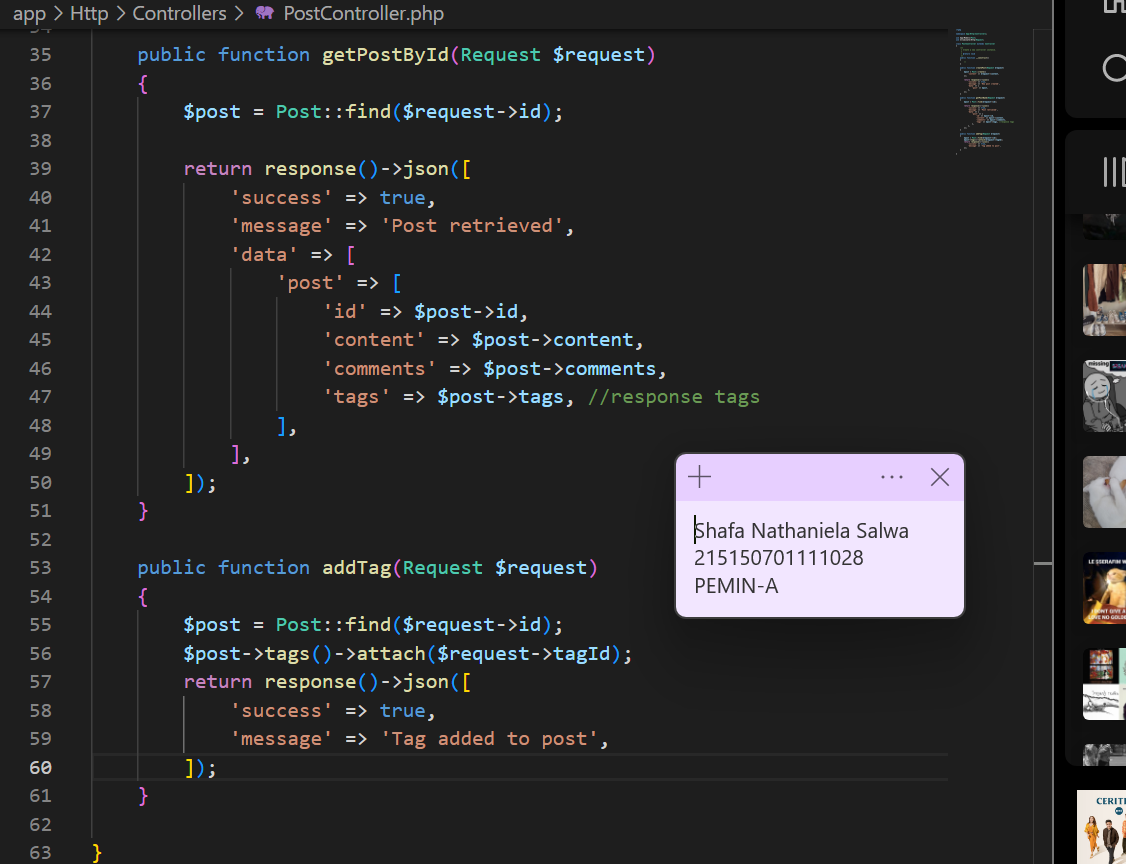 app > Http > Controllers > PostController.php
34
35 public function getPostById(Request $request)
36 {
37 $post = Post::find($request->id);
38
39 return response()->json([
40 'success' => true,
41 'message' => 'Post retrieved',
42 'data' => [
43 'post' => [
44 'id' => $post->id,
45 'content' => $post->content,
46 'comments' => $post->comments,
47 'tags' => $post->tags, //response tags
48 ],
49 ],
50 ]);
51 }
52
53 public function addTag(Request $request)
54 {
55 $post = Post::find($request->id);
56 $post->tags()->attach($request->tagId);
57 return response()->json([
58 'success' => true,
59 'message' => 'Tag added to post',
60 ]);
61 }
62
63 }
Shafa Nathaniela Salwa
215150701111028
PEMIN-A
missing
LE SSERAFIM